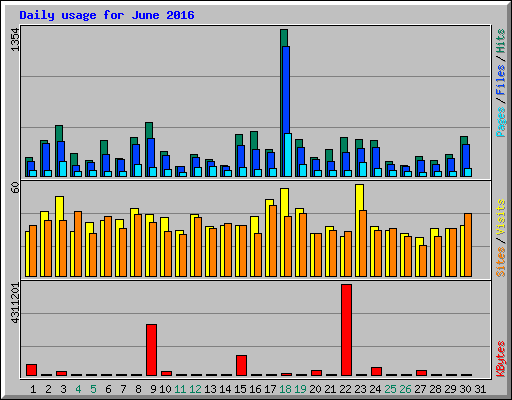 Daily usage for June 2016
1354
Pages / Files / Hits
60
Sites / Visits
4311201
KBytes
1 2 3 4 5 6 7 8 9 10 11 12 13 14 15 16 17 18 19 20 21 22 23 24 25 26 27 28 29 30 31